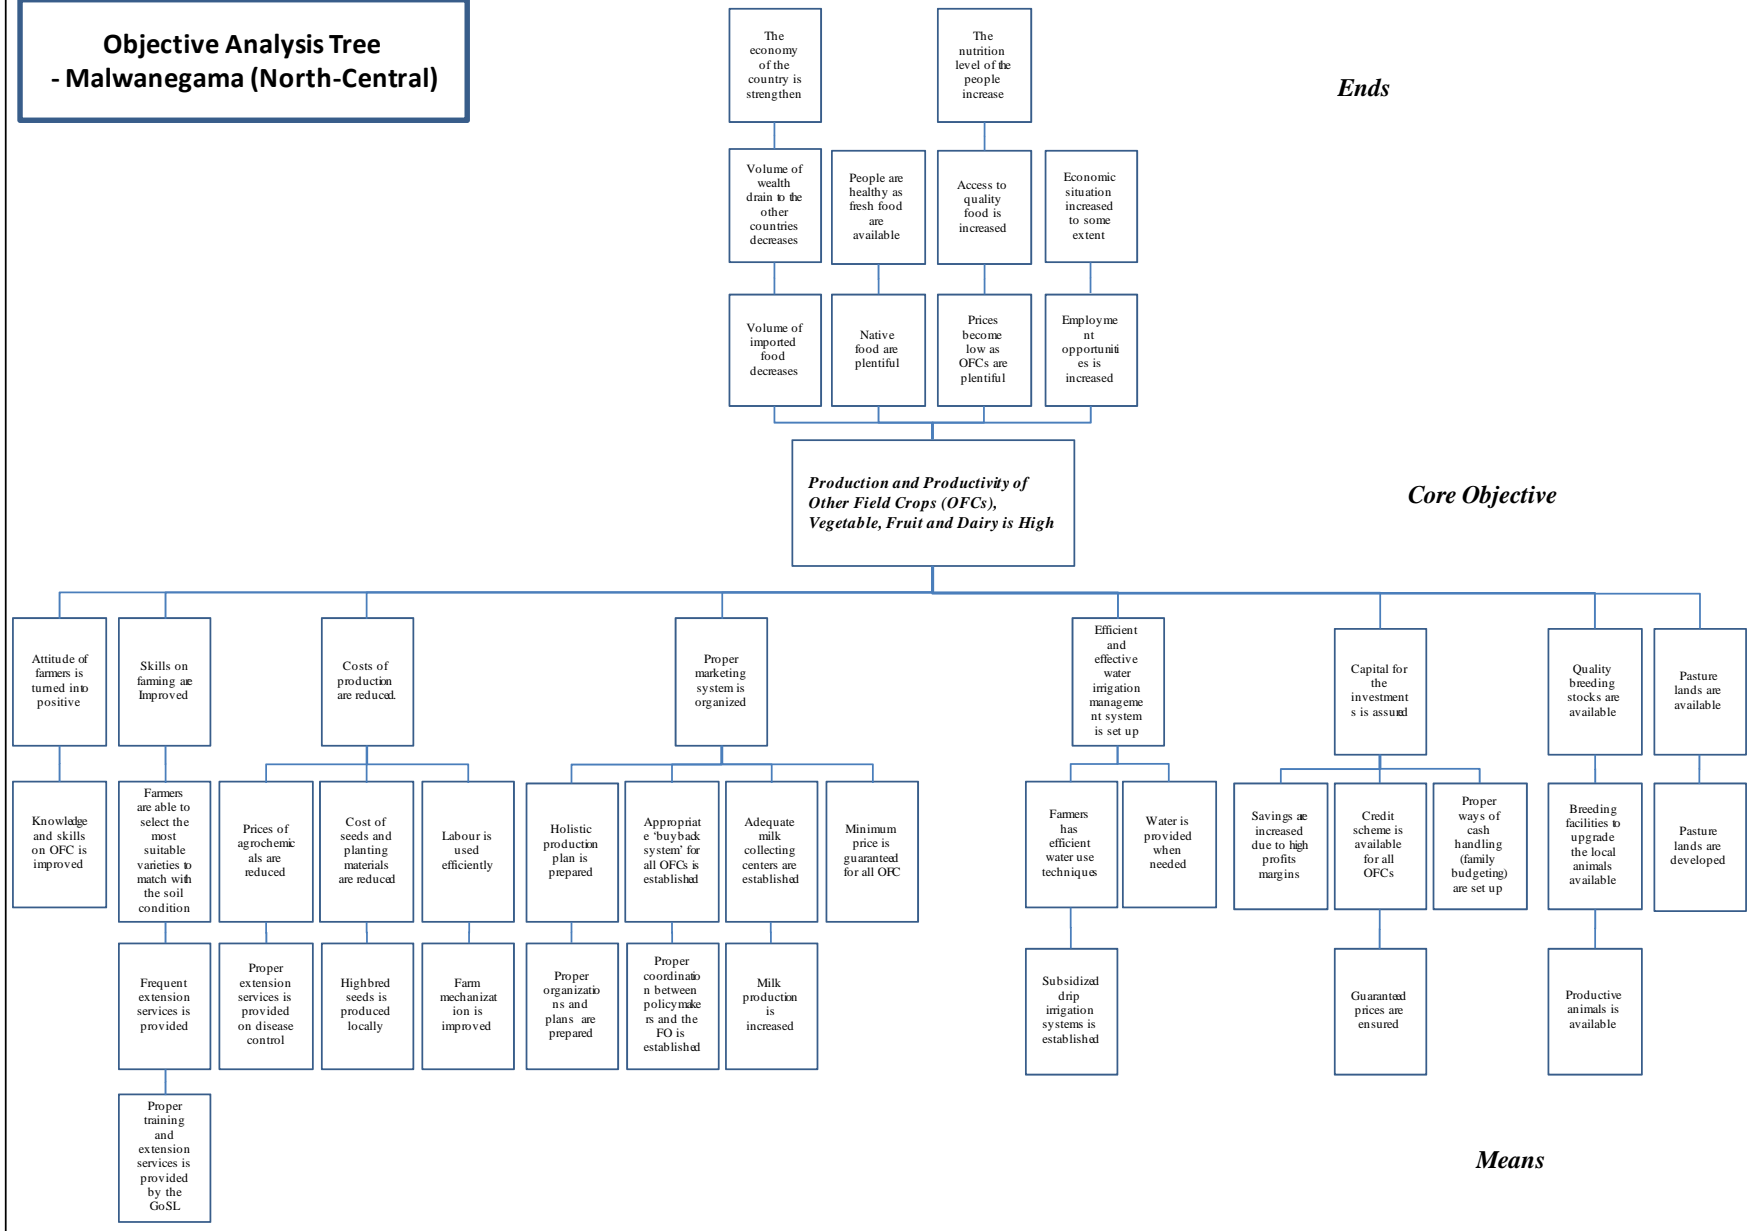 Objective Analysis Tree
- Malwanegama (North-Central)
The
economy
of the
country is
strengthen
The
nutrition
level of the
people
increase
Ends
Volume of
wealth
drain to the
other
countries
decreases
People are
healthy as
fresh food
are
available
Access to
quality
food is
increased
Economic
situation
increased
to some
extent
Volume of
imported
food
decreases
Native
food are
plentiful
Prices
become
low as
OFCs are
plentiful
Employme
nt
opportuniti
es is
increased
Production and Productivity of
Other Field Crops (OFCs),
Vegetable, Fruit and Dairy is High
Core Objective
Attitude of
farmers is
turned into
positive
Skills on
farming are
Improved
Costs of
production
are reduced.
Proper
marketing
system is
organized
Efficient
and
effective
water
irrigation
manageme
nt system
is set up
Capital for
the
investment
s is assured
Quality
breeding
stocks are
available
Pasture
lands are
available
Knowledge
and skills
on OFC is
improved
Farmers
are able to
select the
most
suitable
varieties to
match with
the soil
condition
Prices of
agrochemic
als are
reduced
Cost of
seeds and
planting
materials
are reduced
Labour is
used
efficiently
Holistic
production
plan is
prepared
Appropriat
e ‘buyback
system’ for
all OFCs is
established
Adequate
milk
collecting
centers are
established
Minimum
price is
guaranteed
for all OFC
Farmers
has
efficient
water use
techniques
Water is
provided
when
needed
Savings are
increased
due to high
profits
margins
Credit
scheme is
available
for all
OFCs
Proper
ways of
cash
handling
(family
budgeting)
are set up
Breeding
facilities to
upgrade
the local
animals
available
Pasture
lands are
developed
Frequent
extension
services is
provided
Proper
extension
services is
provided
on disease
control
Highbred
seeds is
produced
locally
Farm
mechanizat
ion is
improved
Proper
organizatio
ns and
plans are
prepared
Proper
coordinatio
n between
policymake
rs and the
FO is
established
Milk
production
is
increased
Subsidized
drip
irrigation
systems is
established
Guaranteed
prices are
ensured
Productive
animals is
available
Proper
training
and
extension
services is
provided
by the
GoSL
Means